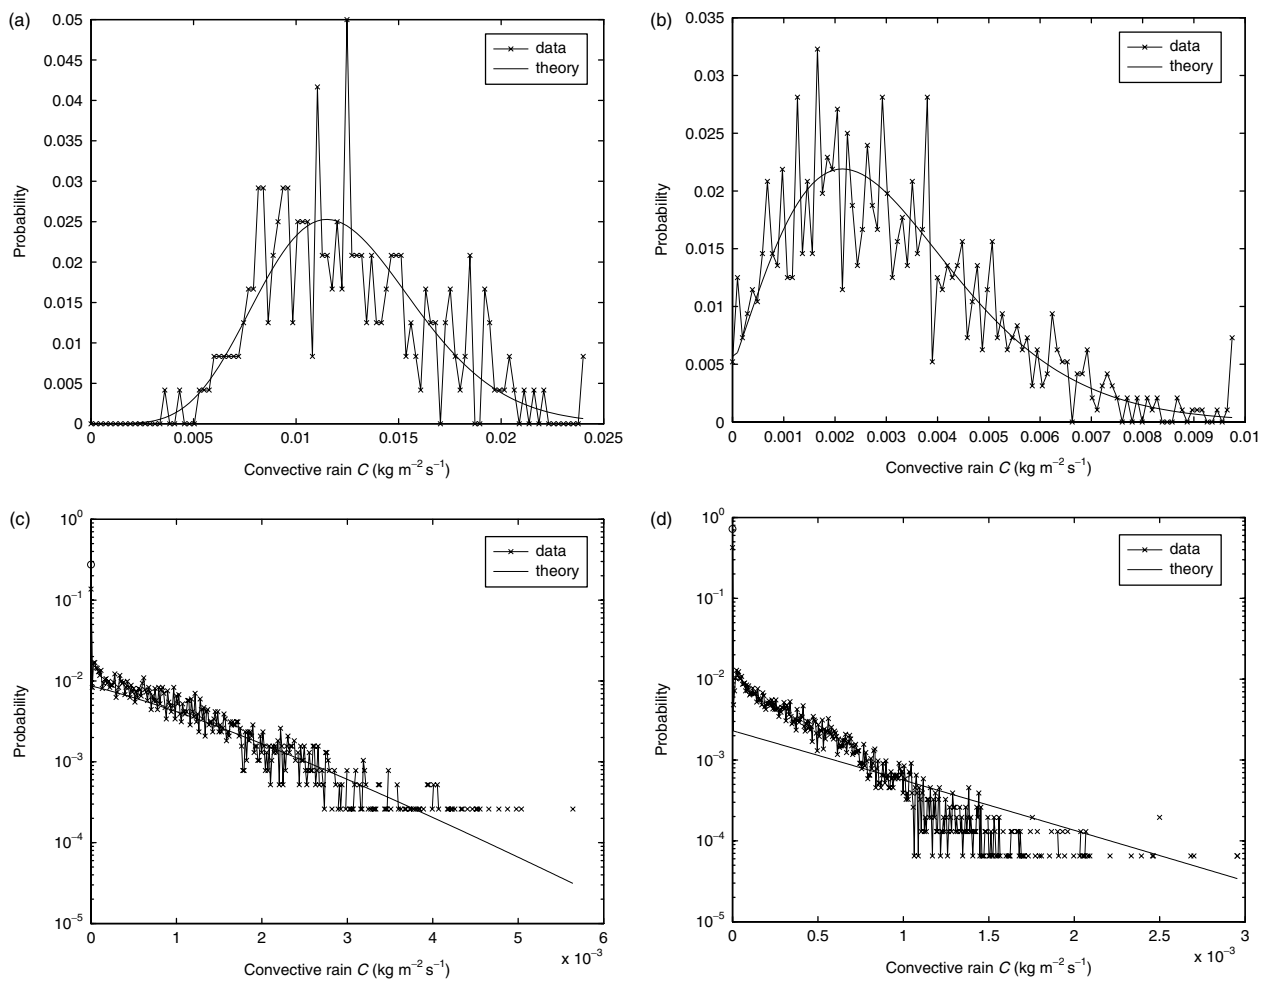 (a)
0.05
0.045
0.04
0.035
0.03
0.025
0.02
0.015
0.01
0.005
0
Probability
data
theory
0 0.005 0.01 0.015 0.02 0.025
Convective rain C (kg m⁻² s⁻¹)
(b)
0.035
0.03
0.025
0.02
0.015
0.01
0.005
0
Probability
data
theory
0 0.001 0.002 0.003 0.004 0.005 0.006 0.007 0.008 0.009 0.01
Convective rain C (kg m⁻² s⁻¹)
(c)
10⁰
10⁻¹
10⁻²
10⁻³
10⁻⁴
10⁻⁵
Probability
data
theory
0 1 2 3 4 5 6
x 10⁻³
Convective rain C (kg m⁻² s⁻¹)
(d)
10⁰
10⁻¹
10⁻²
10⁻³
10⁻⁴
10⁻⁵
Probability
data
theory
0 0.5 1 1.5 2 2.5 3
x 10⁻³
Convective rain C (kg m⁻² s⁻¹)